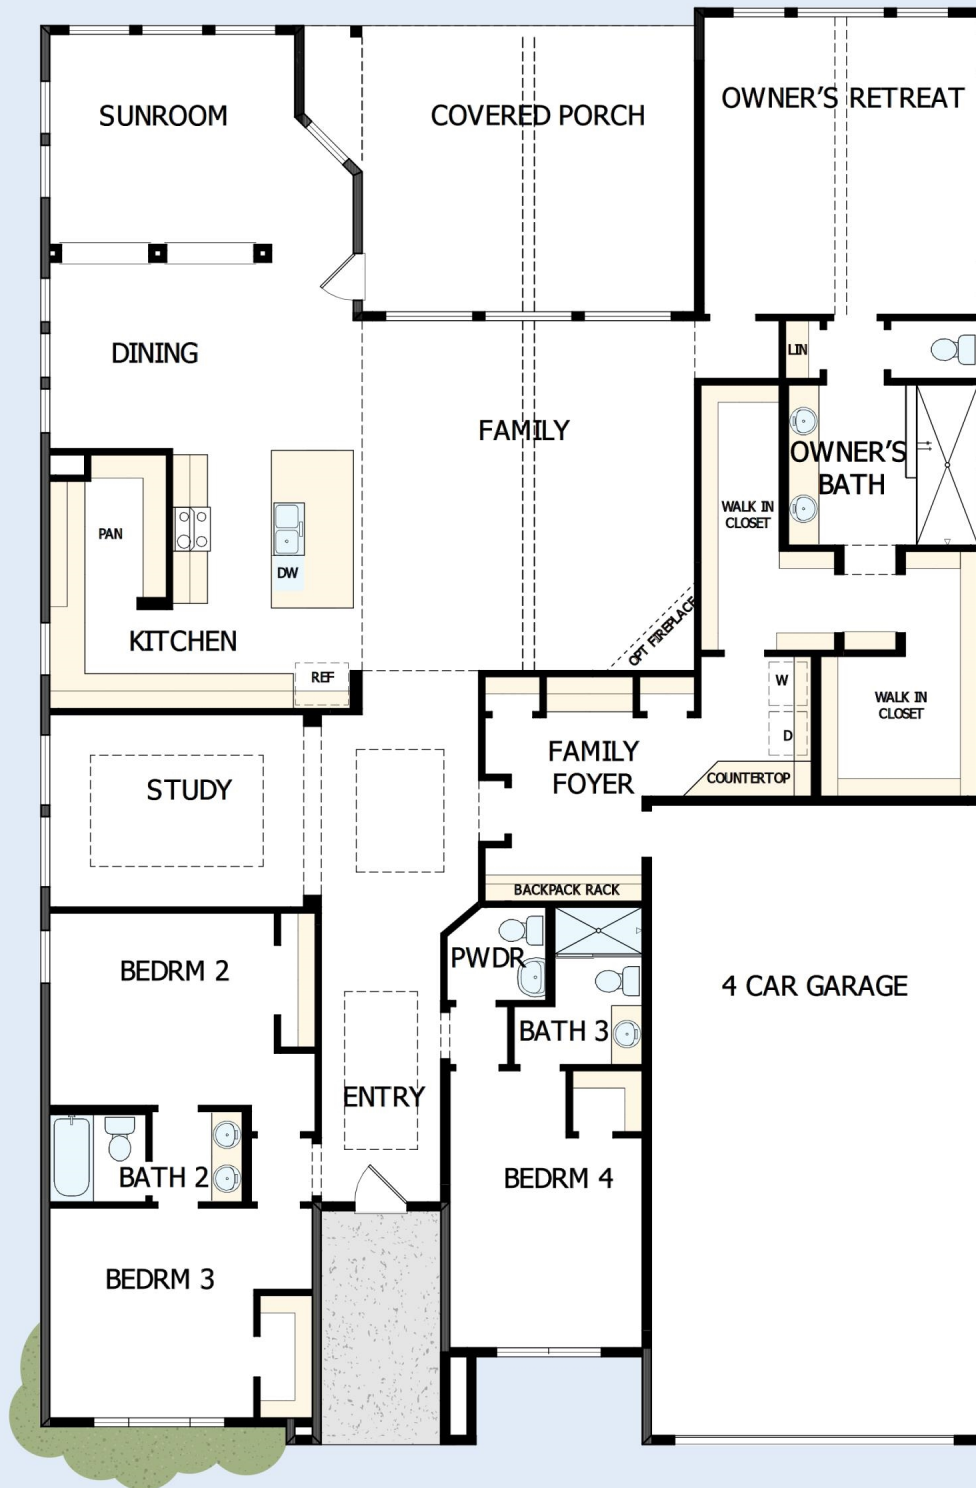 SUNROOM
COVERED PORCH
OWNER'S RETREAT
DINING
LIN
FAMILY
OWNER'S
BATH
WALK IN
CLOSET
PAN
DW
KITCHEN
OPT FIREPLACE
REF
W
WALK IN
CLOSET
D
FAMILY
FOYER
COUNTERTOP
STUDY
BACKPACK RACK
PWDR
BEDRM 2
4 CAR GARAGE
BATH 3
ENTRY
BATH 2
BEDRM 4
BEDRM 3